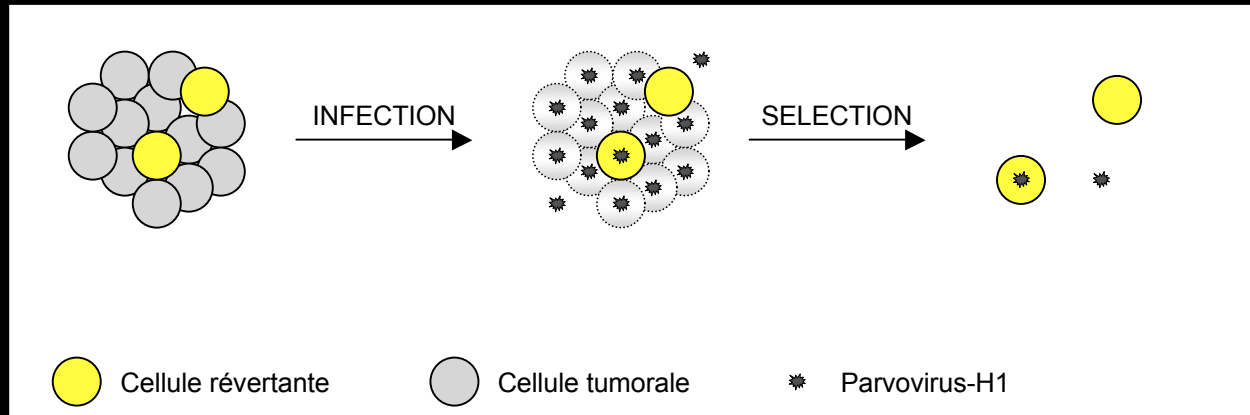 INFECTION
SELECTION
Cellule révertante
Cellule tumorale
Parvovirus-H1